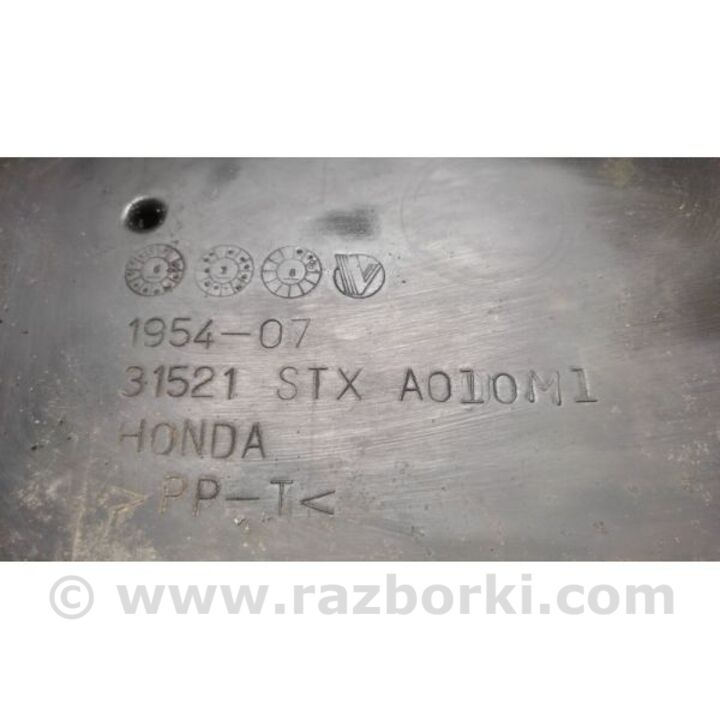 1954-07
31521 STX A010M1
HONDA
>PP-T<
© www.razborki.com